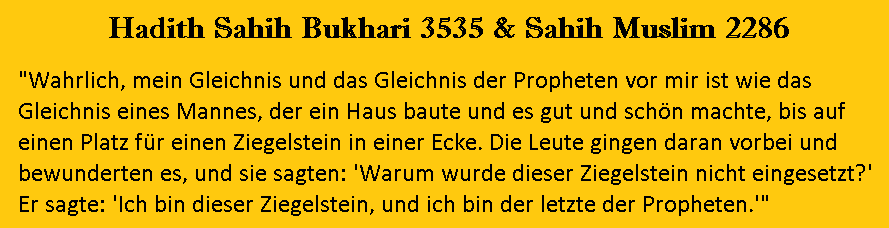 Hadith Sahih Bukhari 3535 & Sahih Muslim 2286
"Wahrlich, mein Gleichnis und das Gleichnis der Propheten vor mir ist wie das
Gleichnis eines Mannes, der ein Haus baute und es gut und schön machte, bis auf
einen Platz für einen Ziegelstein in einer Ecke. Die Leute gingen daran vorbei und
bewunderten es, und sie sagten: 'Warum wurde dieser Ziegelstein nicht eingesetzt?'
Er sagte: 'Ich bin dieser Ziegelstein, und ich bin der letzte der Propheten.'"